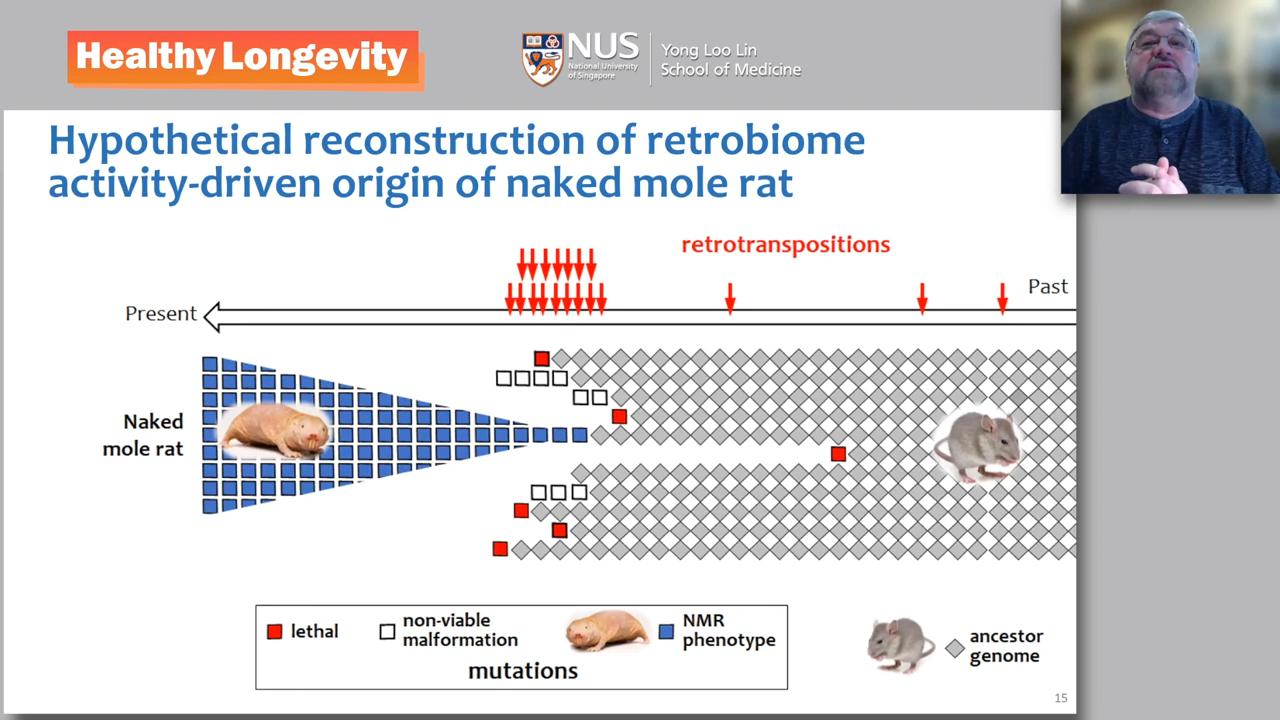 Healthy Longevity
NUS
National University
of Singapore
Yong Loo Lin
School of Medicine
Hypothetical reconstruction of retrobiome
activity-driven origin of naked mole rat
retrotranspositions
Past
Present
Naked
mole rat
lethal
non-viable
malformation
NMR
phenotype
mutations
ancestor
genome
15